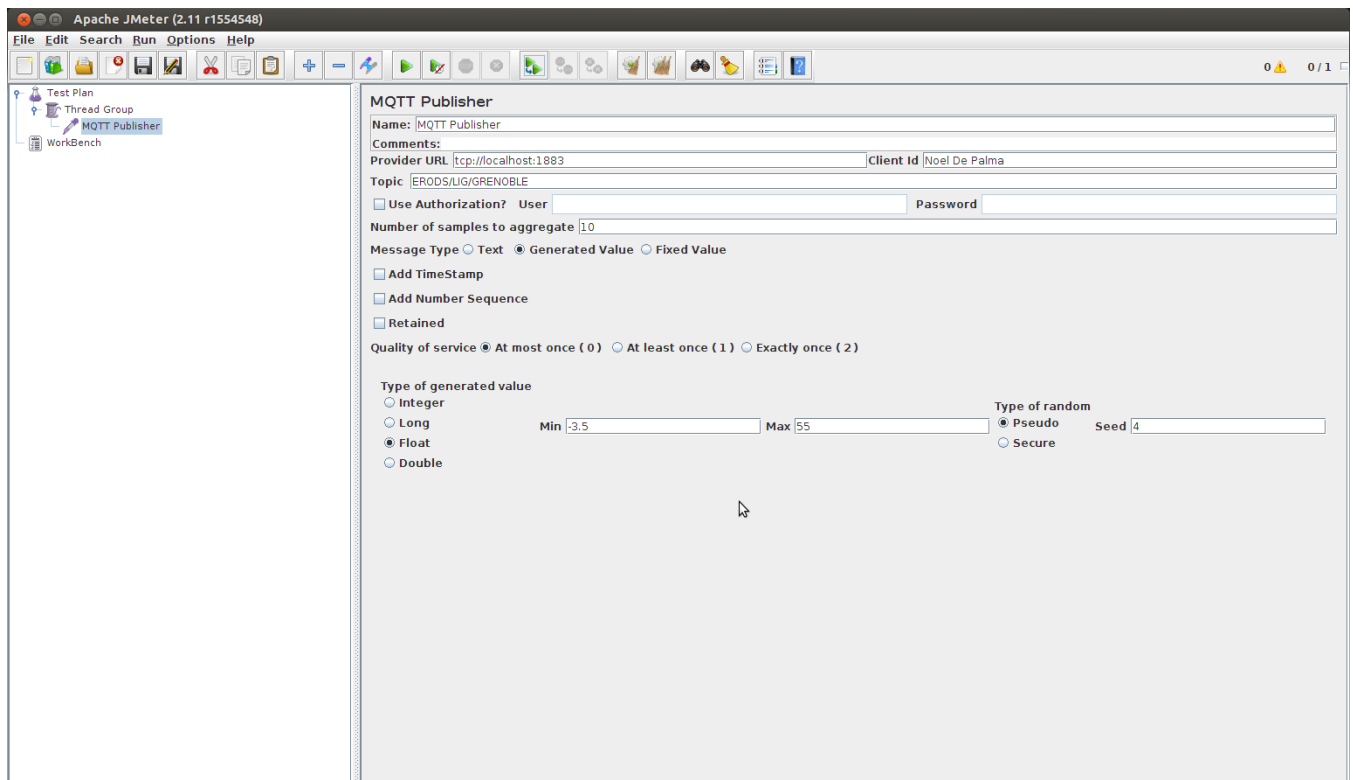 Apache JMeter (2.11 r1554548)
File Edit Search Run Options Help
0 0/1
Test Plan
Thread Group
MQTT Publisher
WorkBench
MQTT Publisher
Name: MQTT Publisher
Comments:
Provider URL tcp://localhost:1883 Client Id Noel De Palma
Topic ERODS/LIG/GRENOBLE
Use Authorization? User Password
Number of samples to aggregate 10
Message Type Text Generated Value Fixed Value
Add TimeStamp
Add Number Sequence
Retained
Quality of service At most once ( 0 ) At least once ( 1 ) Exactly once ( 2 )
Type of generated value
Integer
Type of random
Long Min -3.5 Max 55 Pseudo Seed 4
Float Secure
Double